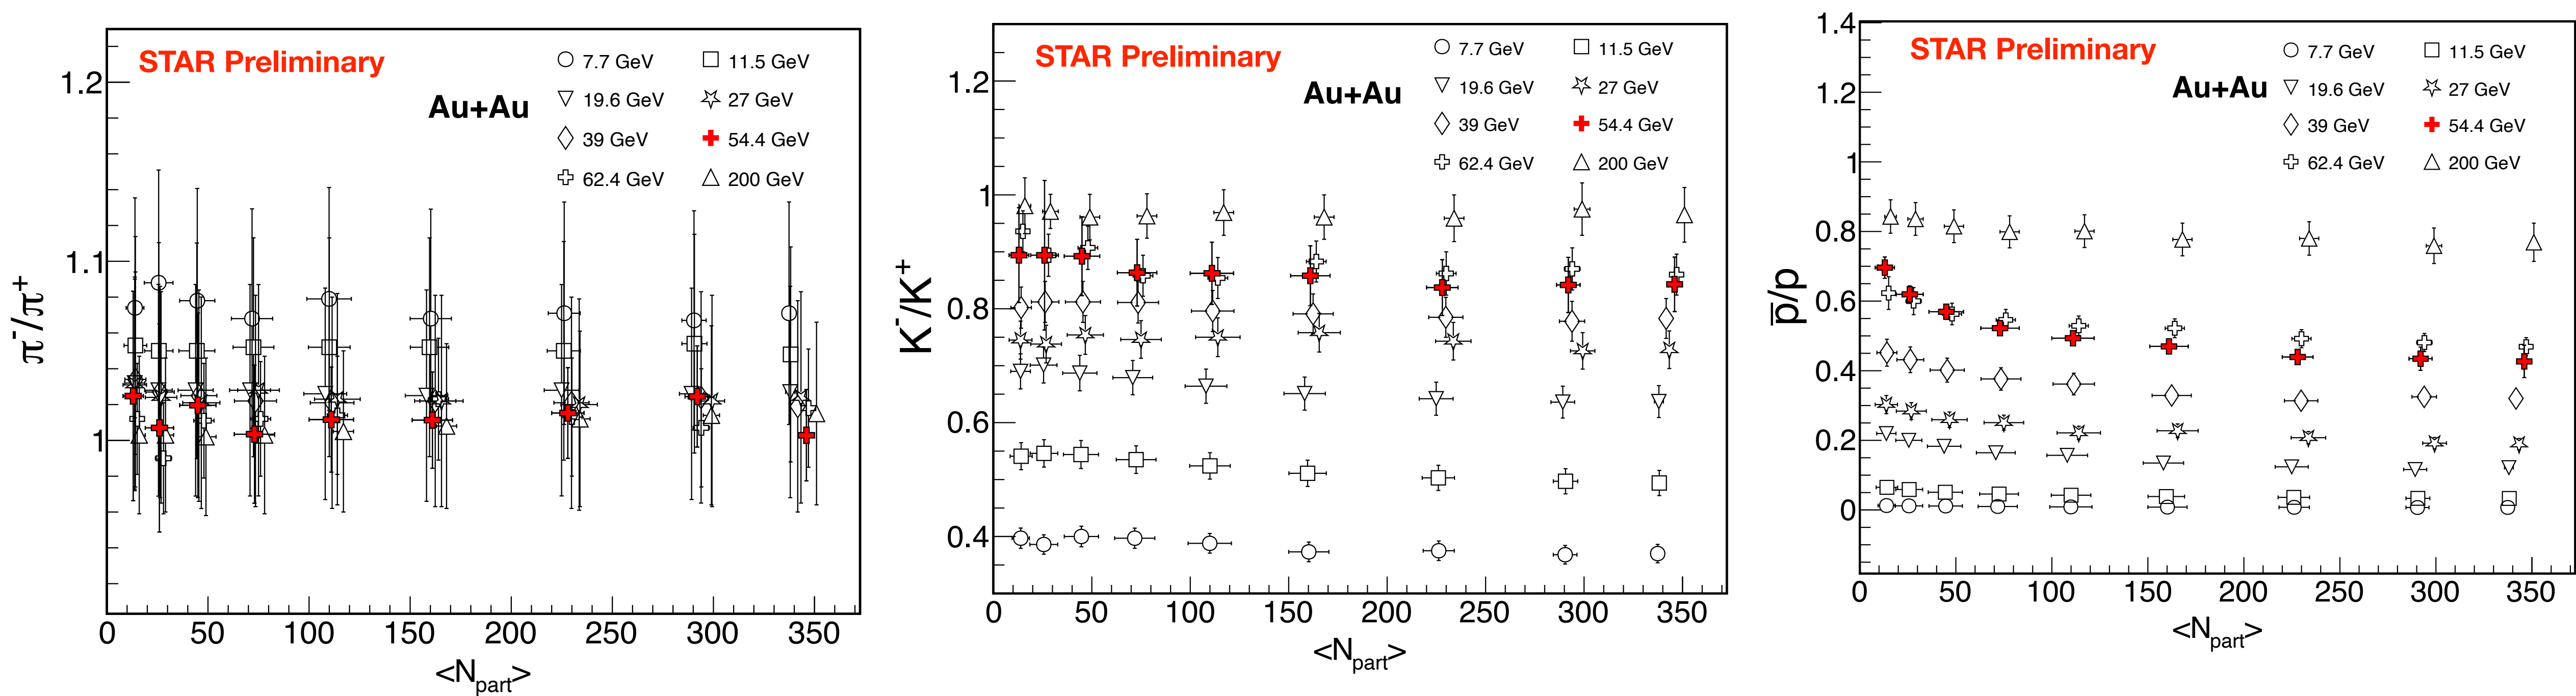 STAR Preliminary
Au+Au
7.7 GeV 11.5 GeV
19.6 GeV 27 GeV
39 GeV 54.4 GeV
62.4 GeV 200 GeV
1.2
1.1
1
π⁻/π⁺
0 50 100 150 200 250 300 350
<N_part>
STAR Preliminary
Au+Au
7.7 GeV 11.5 GeV
19.6 GeV 27 GeV
39 GeV 54.4 GeV
62.4 GeV 200 GeV
1.2
1
0.8
0.6
0.4
K⁻/K⁺
0 50 100 150 200 250 300 350
<N_part>
STAR Preliminary
Au+Au
7.7 GeV 11.5 GeV
19.6 GeV 27 GeV
39 GeV 54.4 GeV
62.4 GeV 200 GeV
1.4
1.2
1
0.8
0.6
0.4
0.2
0
p̅/p
0 50 100 150 200 250 300 350
<N_part>